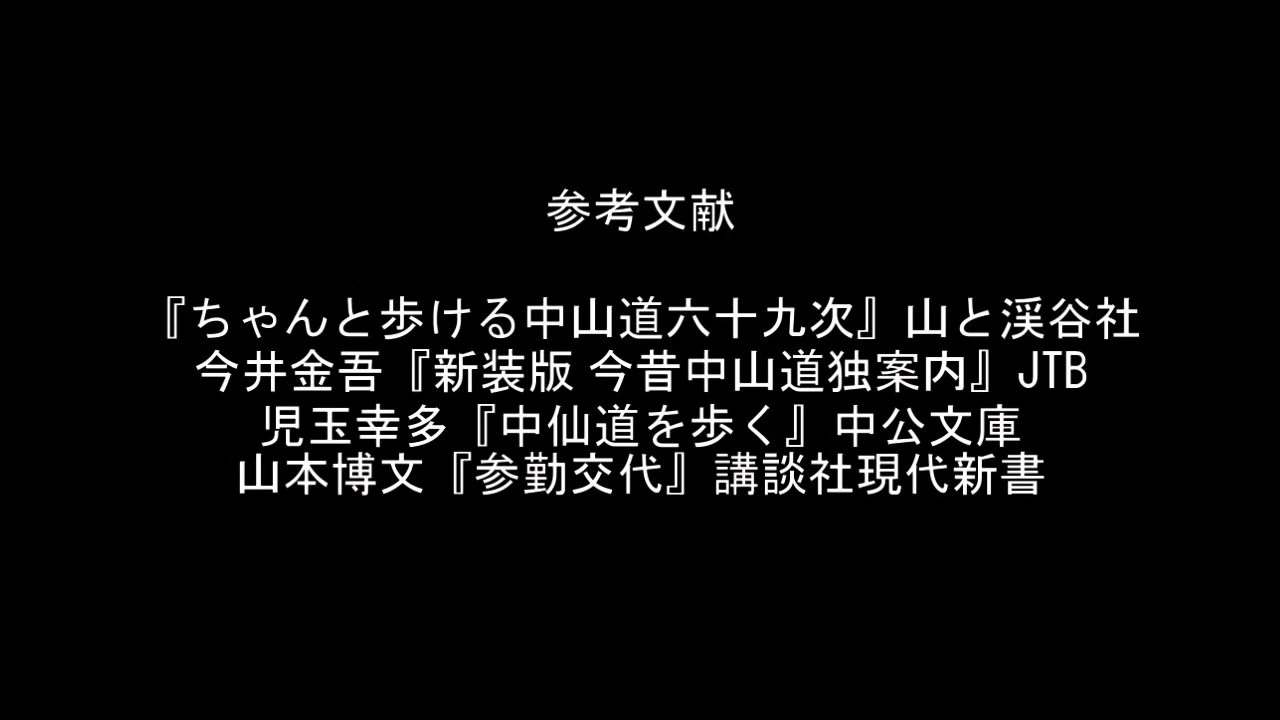 参考文献
『ちゃんと歩ける中山道六十九次』山と渓谷社
今井金吾『新装版 今昔中山道独案内』JTB
児玉幸多『中仙道を歩く』中公文庫
山本博文『参勤交代』講談社現代新書